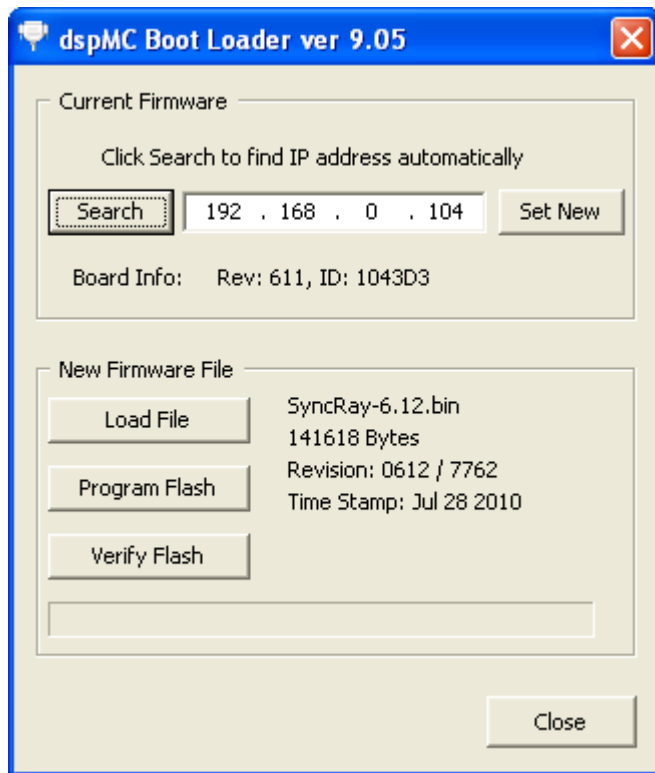 dspMC Boot Loader ver 9.05
Current Firmware
Click Search to find IP address automatically
Search 192 . 168 . 0 . 104 Set New
Board Info: Rev: 611, ID: 1043D3
New Firmware File
Load File
SyncRay-6.12.bin
141618 Bytes
Program Flash
Revision: 0612 / 7762
Time Stamp: Jul 28 2010
Verify Flash
Close